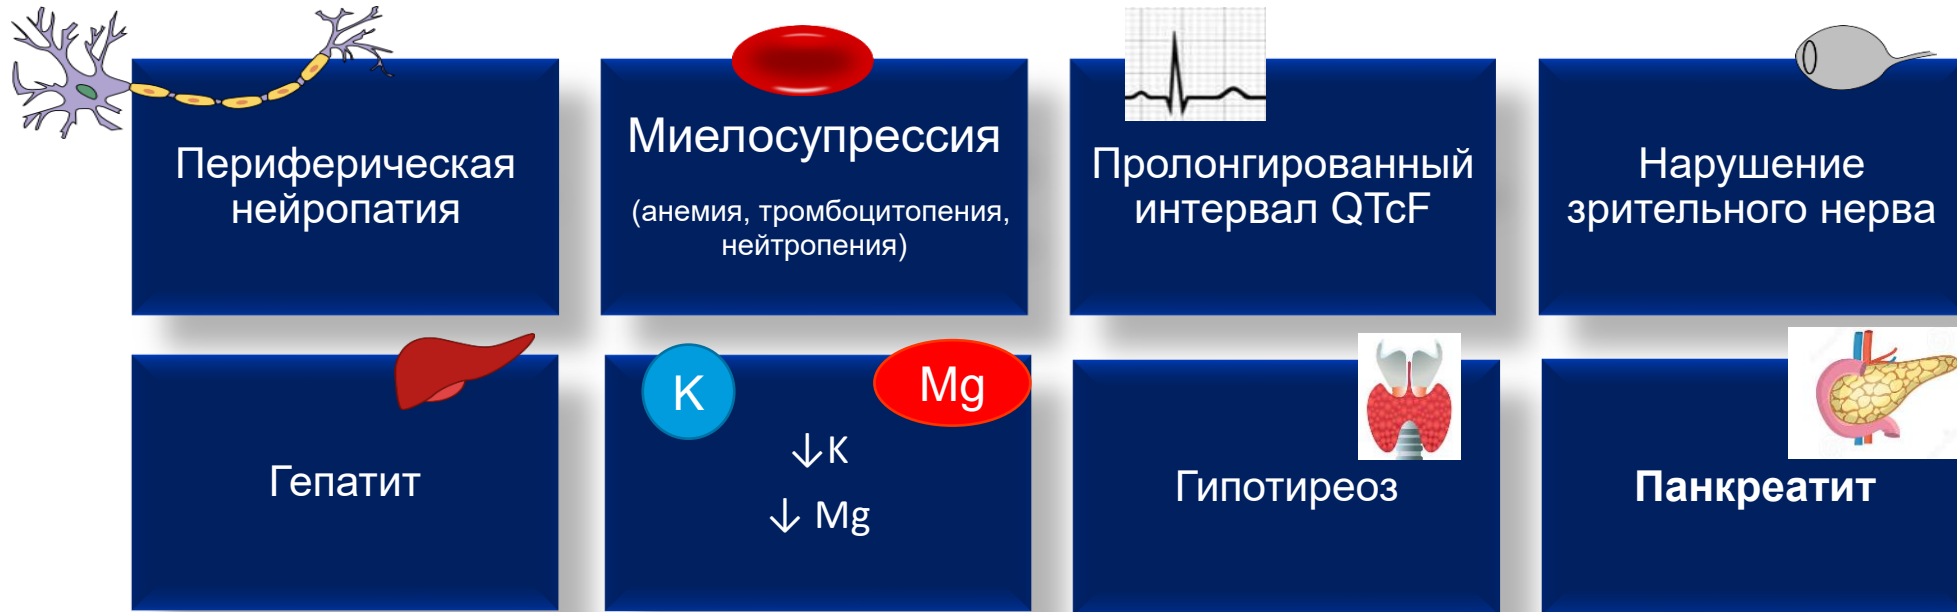 Периферическая
нейропатия
Миелосупрессия
(анемия, тромбоцитопения,
нейтропения)
Пролонгированный
интервал QTcF
Нарушение
зрительного нерва
Гепатит
K
Mg
↓K
↓ Mg
Гипотиреоз
Панкреатит